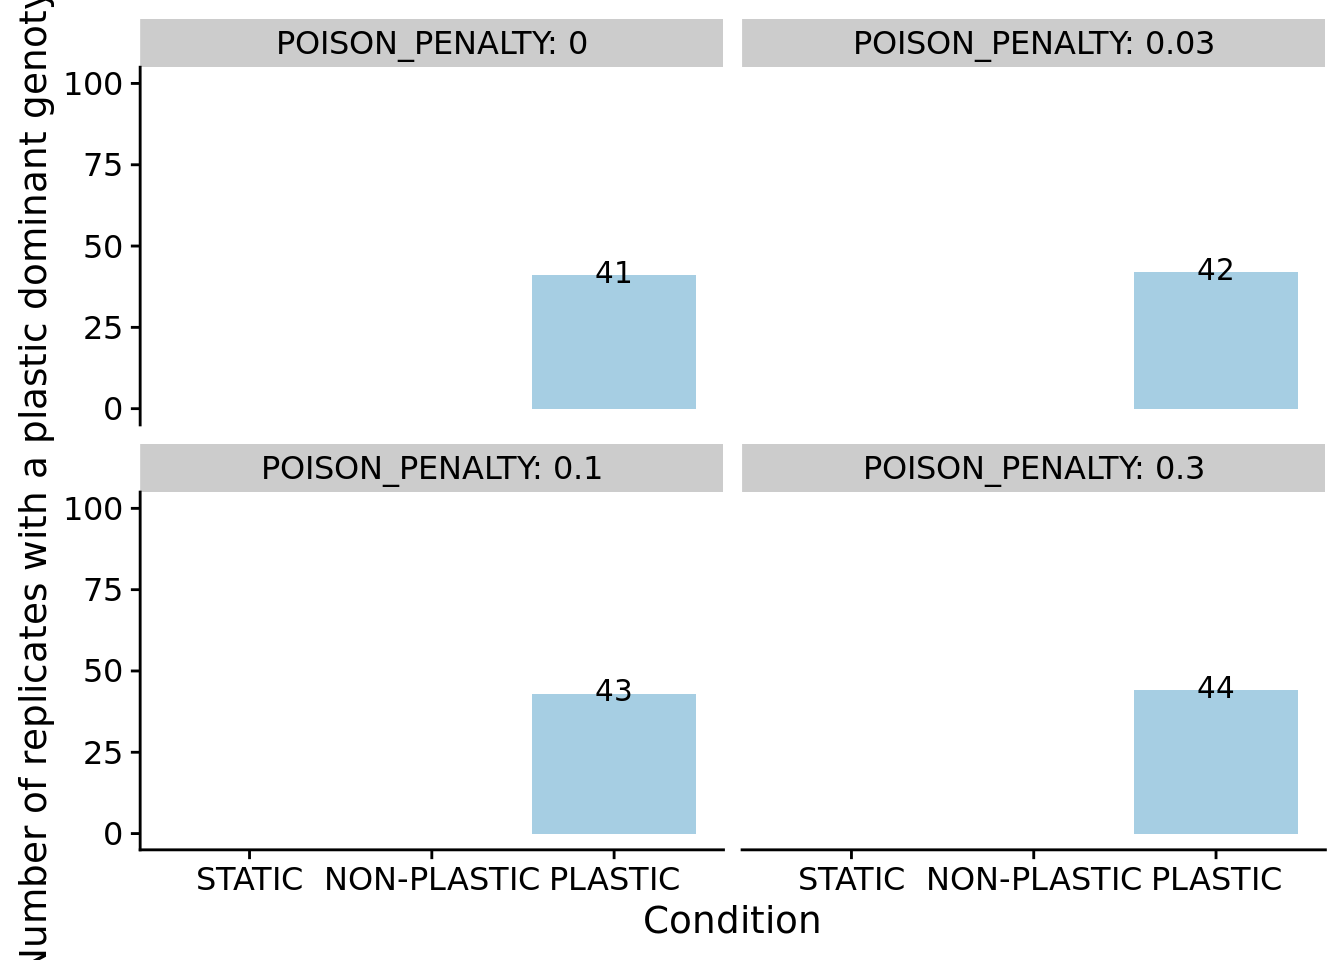 POISON_PENALTY: 0
POISON_PENALTY: 0.03
100
75
50
25
0
41
42
POISON_PENALTY: 0.1
POISON_PENALTY: 0.3
100
75
50
25
0
43
44
STATIC NON-PLASTIC PLASTIC
STATIC NON-PLASTIC PLASTIC
Condition
Number of replicates with a plastic dominant